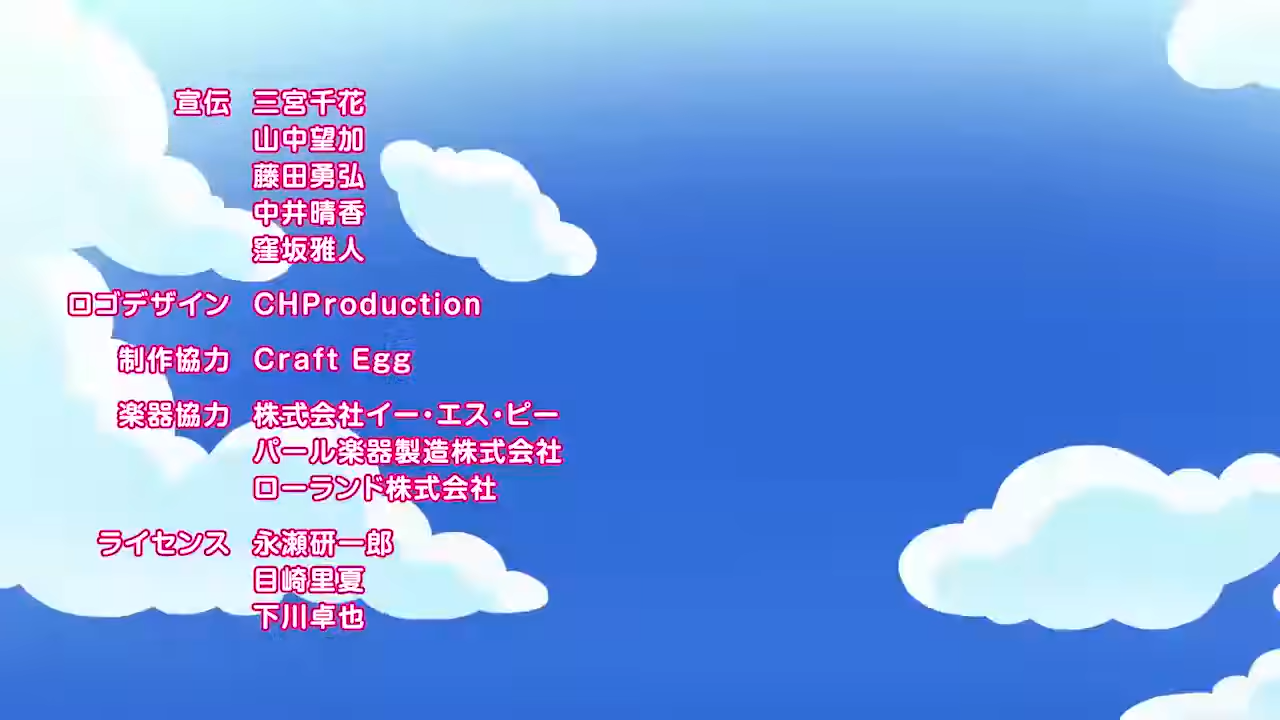 宣伝 三宮千花
山中望加
藤田勇弘
中井晴香
窪坂雅人
ロゴデザイン CHProduction
制作協力 Craft Egg
楽器協力 株式会社イー・エス・ピー
パール楽器製造株式会社
ローランド株式会社
ライセンス 永瀬研一郎
目崎里夏
下川卓也